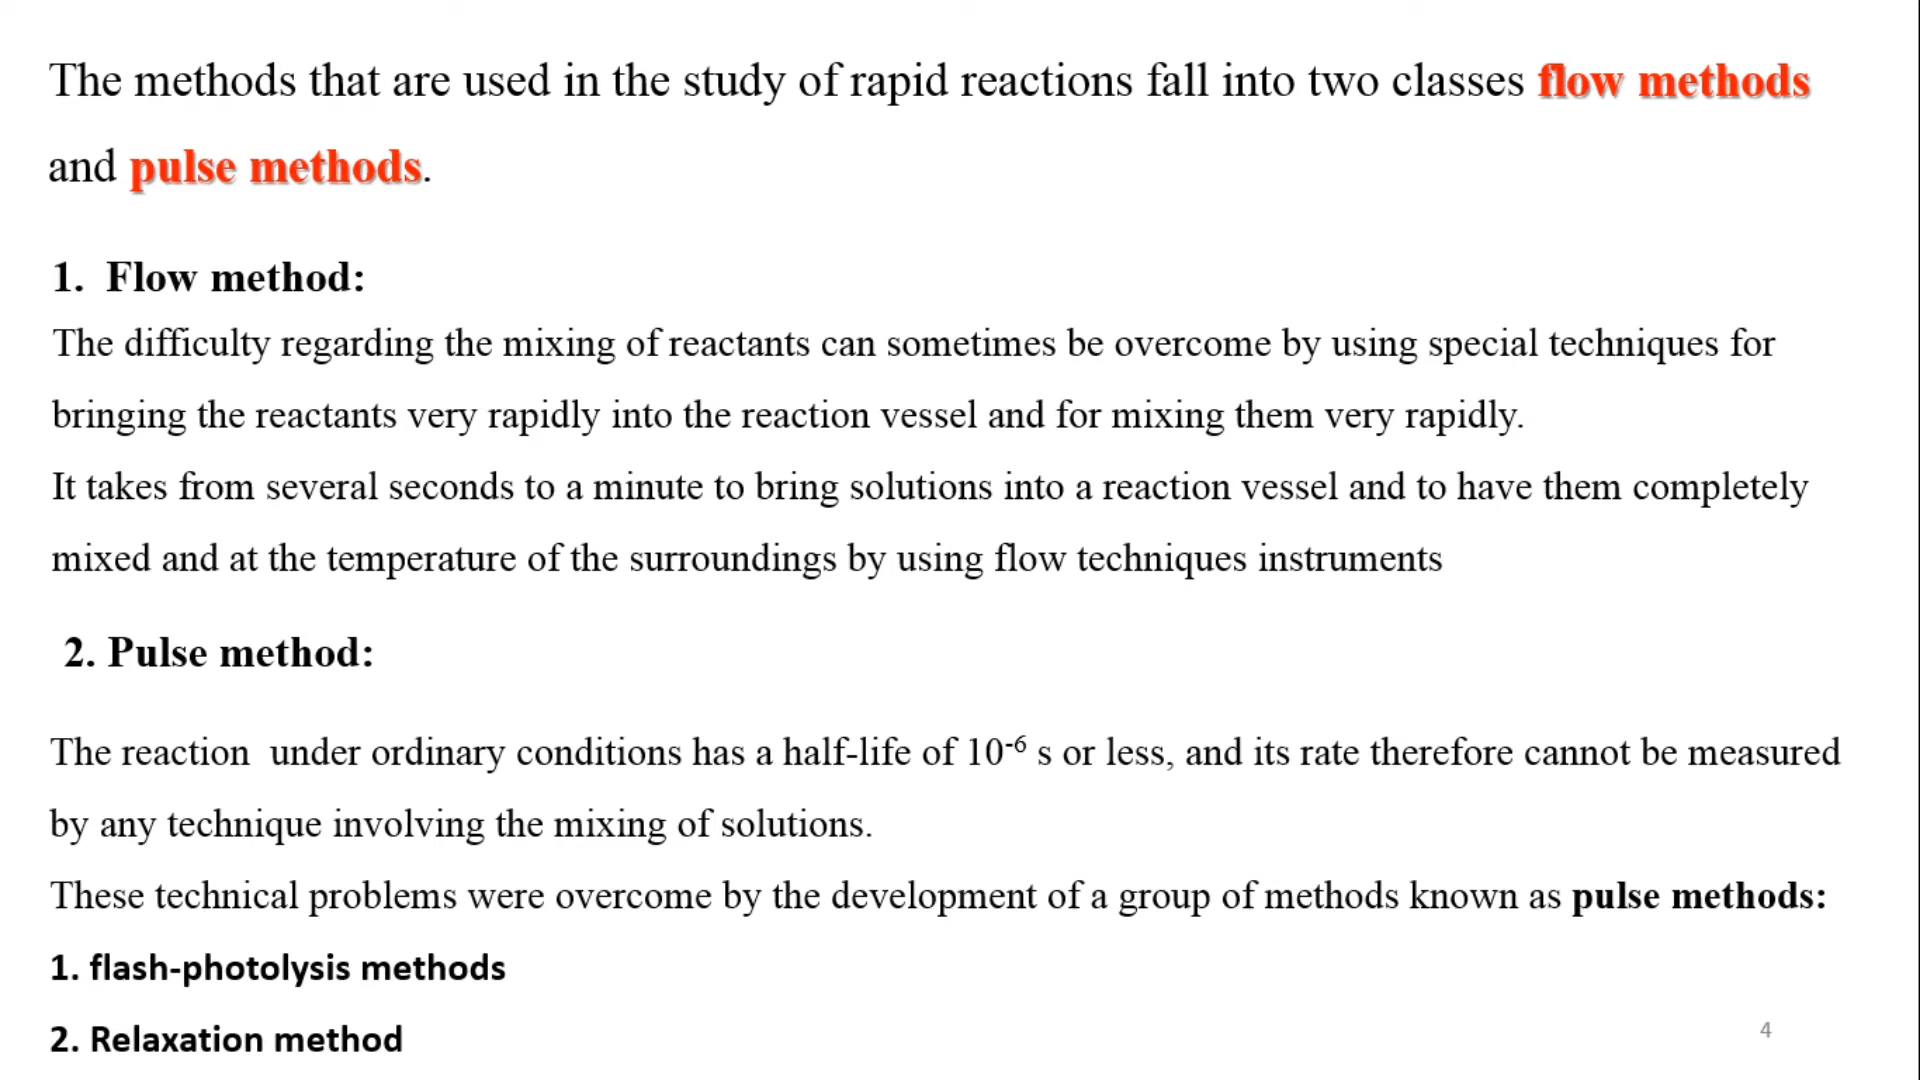 The methods that are used in the study of rapid reactions fall into two classes flow methods
and pulse methods.
1. Flow method:
The difficulty regarding the mixing of reactants can sometimes be overcome by using special techniques for
bringing the reactants very rapidly into the reaction vessel and for mixing them very rapidly.
It takes from several seconds to a minute to bring solutions into a reaction vessel and to have them completely
mixed and at the temperature of the surroundings by using flow techniques instruments
2. Pulse method:
The reaction under ordinary conditions has a half-life of 10⁻⁶ s or less, and its rate therefore cannot be measured
by any technique involving the mixing of solutions.
These technical problems were overcome by the development of a group of methods known as pulse methods:
1. flash-photolysis methods
2. Relaxation method
4